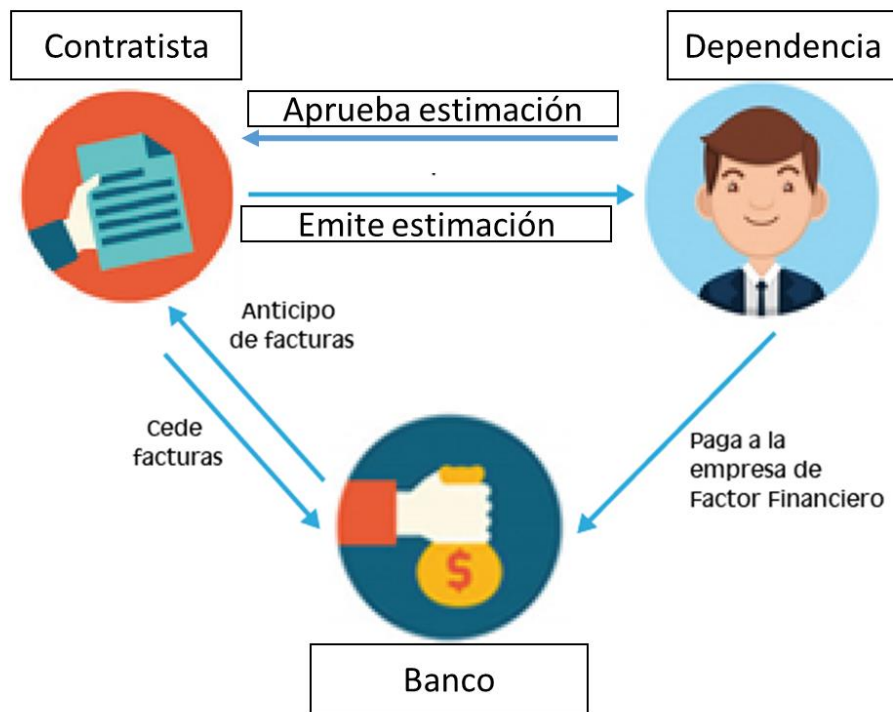 Contratista
Dependencia
Aprueba estimación
Emite estimación
Anticipo
de facturas
Cede
facturas
Paga a la
empresa de
Factor Financiero
$
Banco